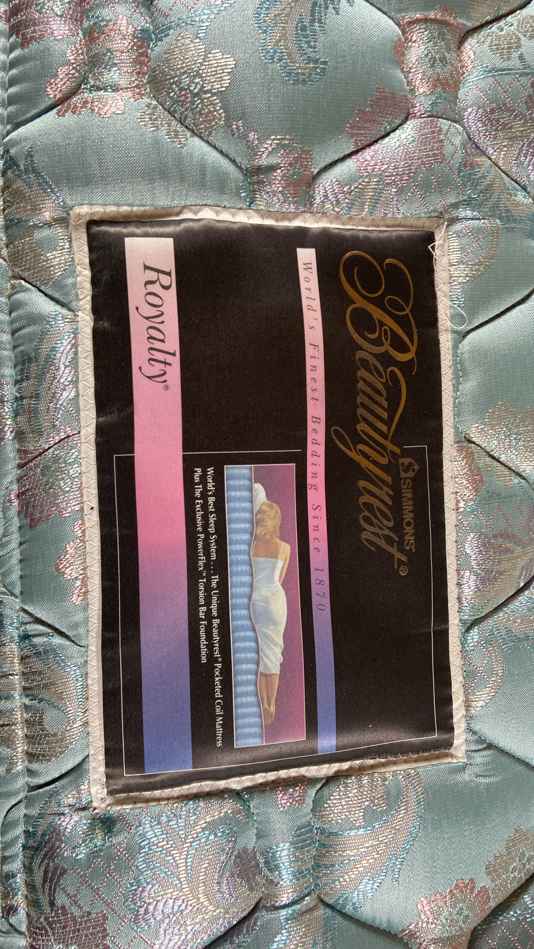 SIMMONS®
Beautyrest®
World's Finest Bedding Since 1870
World's Best Sleep System . . . The Unique Beautyrest® Pocketed Coil Mattress
Plus The Exclusive PowerFlex™ Torsion Bar Foundation
Royalty®